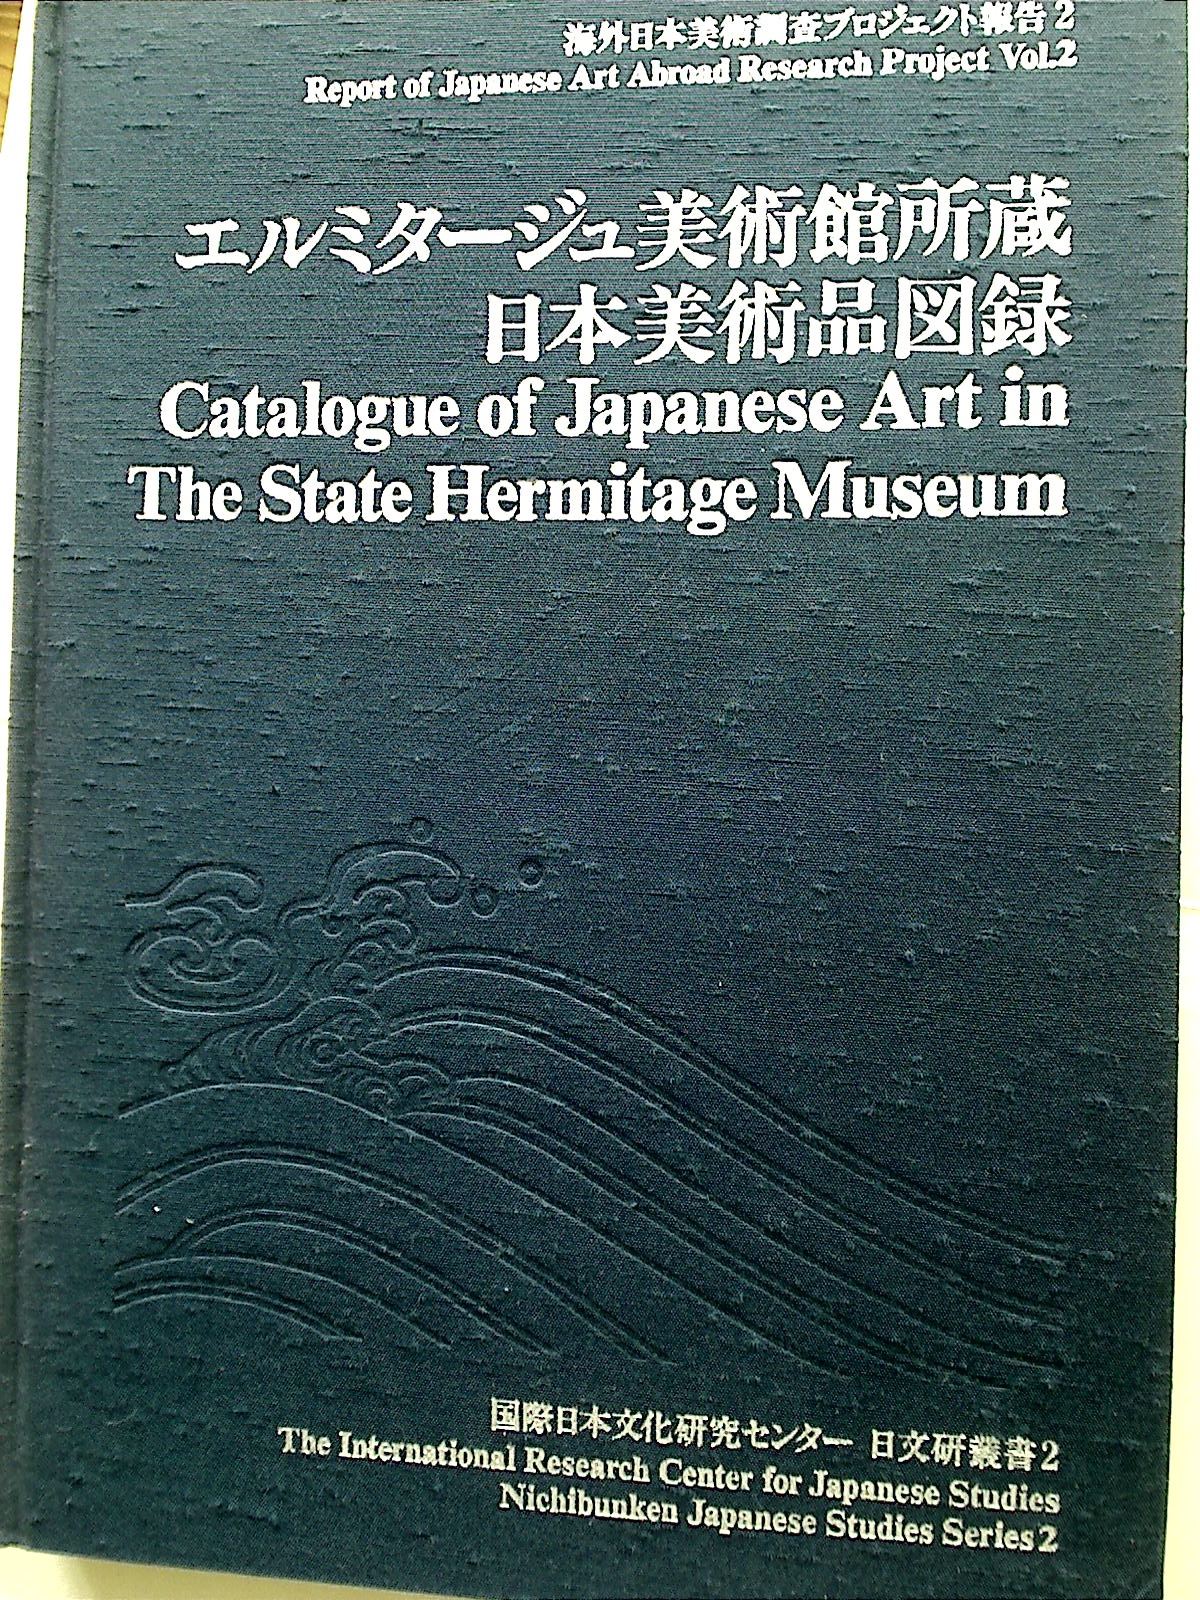 海外日本美術調査プロジェクト報告2
Report of Japanese Art Abroad Research Project Vol.2
エルミタージュ美術館所蔵
日本美術品図録
Catalogue of Japanese Art in
The State Hermitage Museum
国際日本文化研究センター 日文研叢書2
The International Research Center for Japanese Studies
Nichibunken Japanese Studies Series2